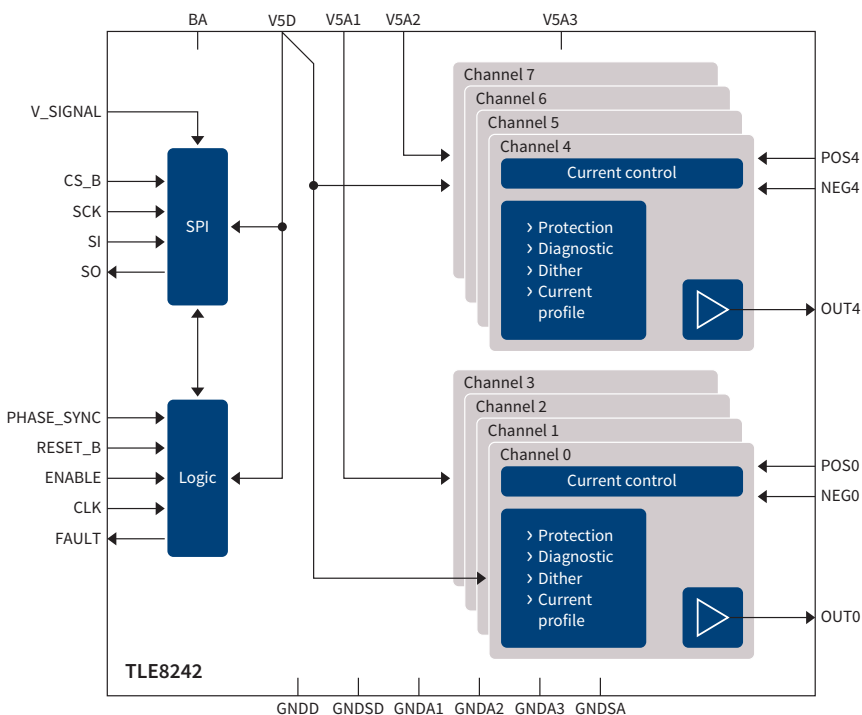 BA
V5D
V5A1
V5A2
V5A3
V_SIGNAL
CS_B
SCK
SI
SO
SPI
PHASE_SYNC
RESET_B
ENABLE
CLK
FAULT
Logic
Channel 7
Channel 6
Channel 5
Channel 4
Current control
› Protection
› Diagnostic
› Dither
› Current
profile
POS4
NEG4
OUT4
Channel 3
Channel 2
Channel 1
Channel 0
Current control
› Protection
› Diagnostic
› Dither
› Current
profile
POS0
NEG0
OUT0
TLE8242
GNDD
GNDSD
GNDA1
GNDA2
GNDA3
GNDSA